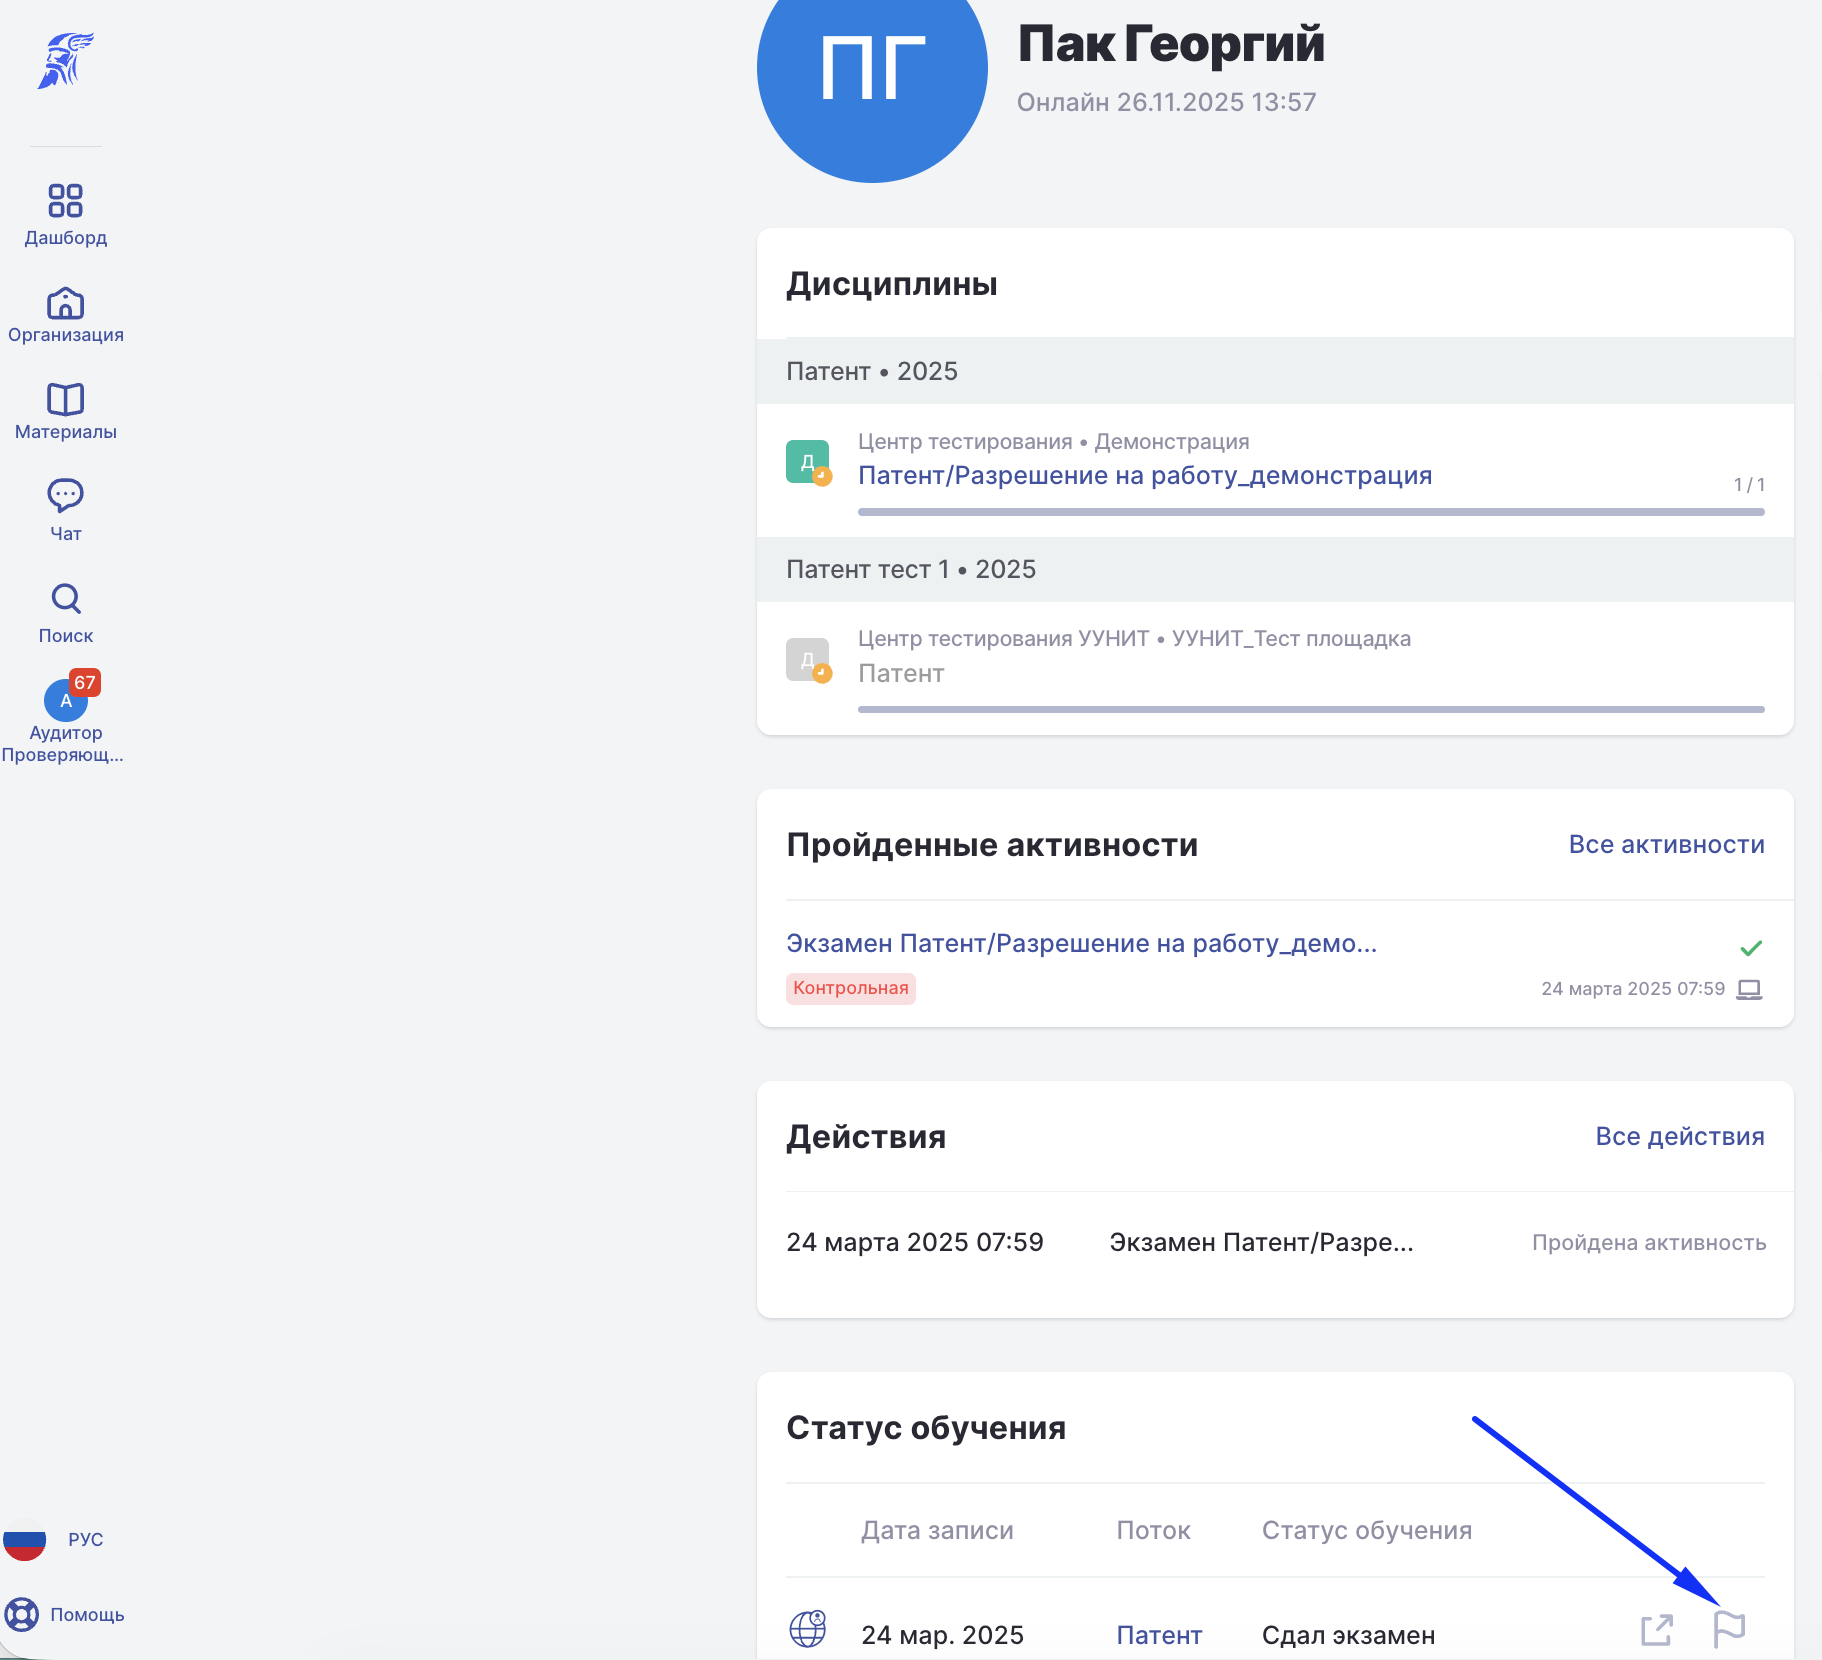 Дашборд
Организация
Материалы
Чат
Поиск
67
А
Аудитор
Проверяющ...
РУС
Помощь
ПГ
Пак Георгий
Онлайн 26.11.2025 13:57
Дисциплины
Патент • 2025
Д
Центр тестирования • Демонстрация
Патент/Разрешение на работу_демонстрация
1 / 1
Патент тест 1 • 2025
Д
Центр тестирования УУНИТ • УУНИТ_Тест площадка
Патент
Пройденные активности
Все активности
Экзамен Патент/Разрешение на работу_демо...
Контрольная
24 марта 2025 07:59
Действия
Все действия
24 марта 2025 07:59 Экзамен Патент/Разре... Пройдена активность
Статус обучения
Дата записи Поток Статус обучения
24 мар. 2025 Патент Сдал экзамен